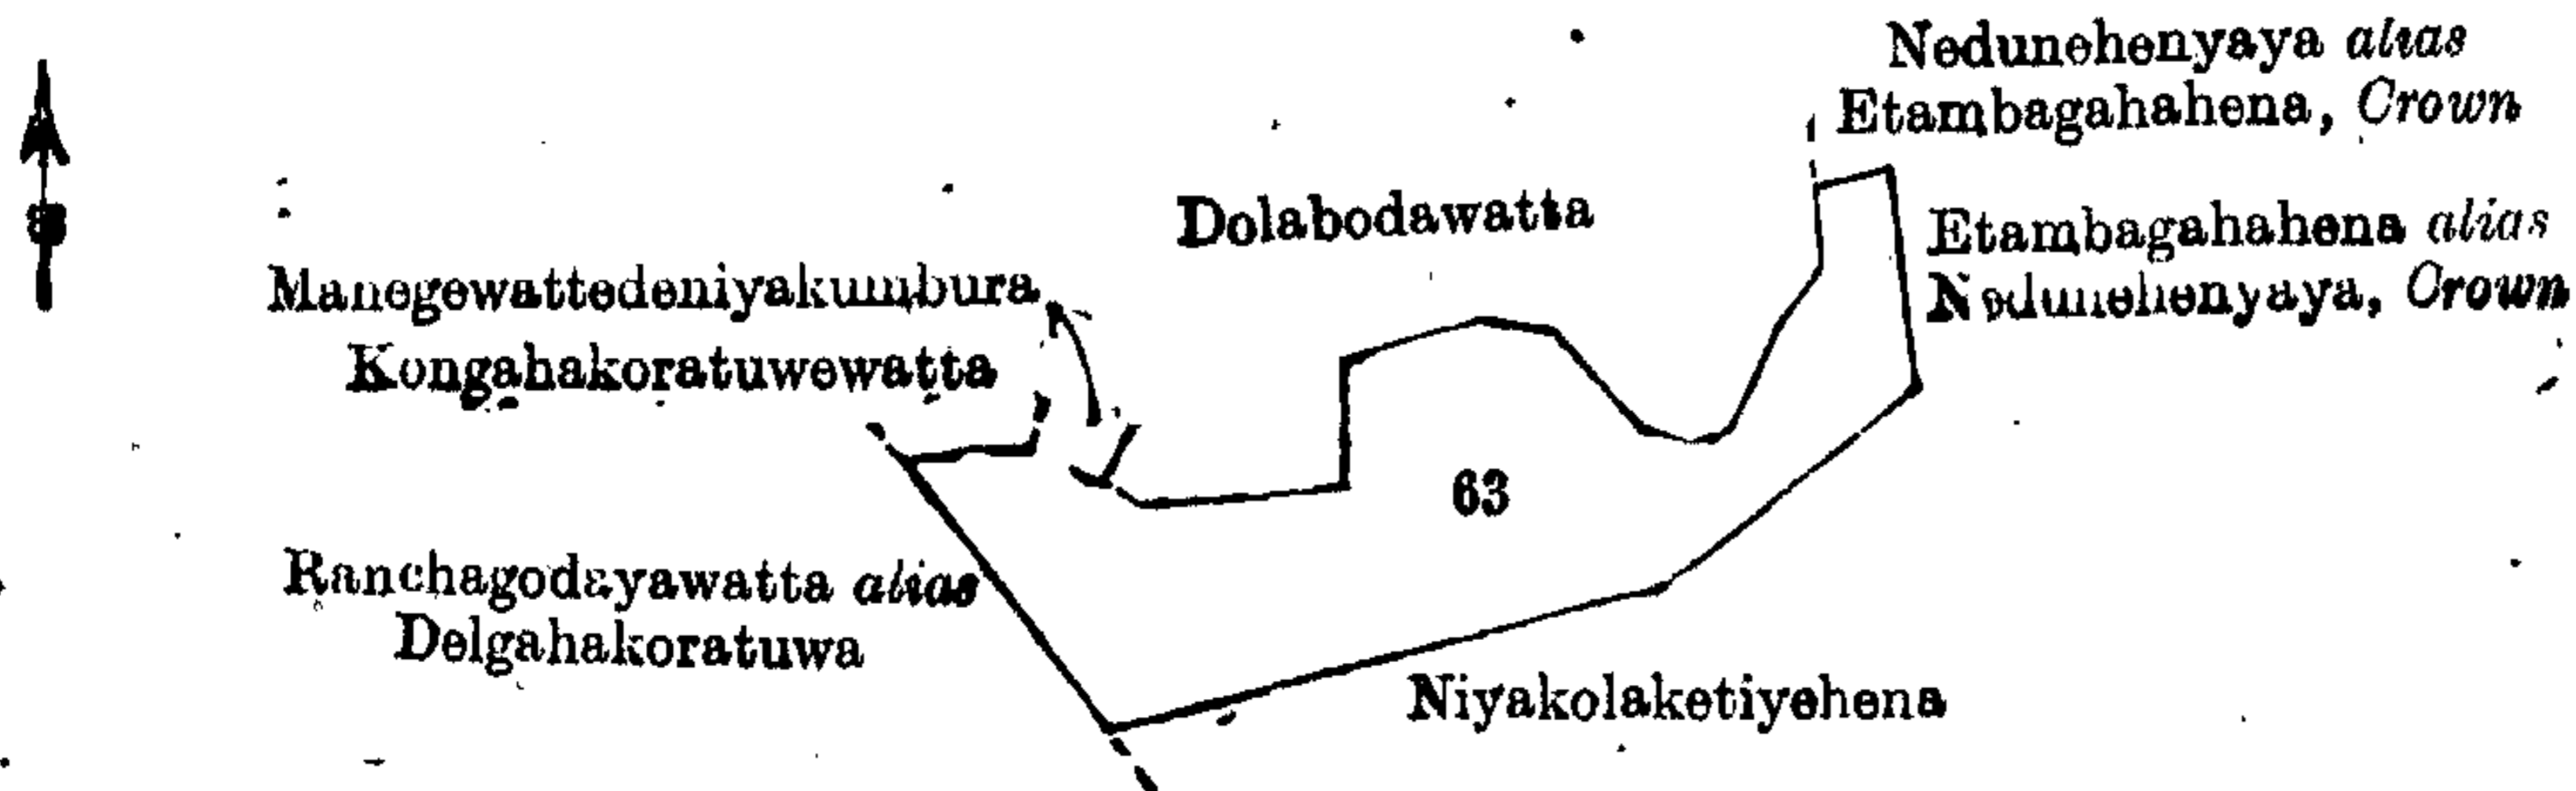 Nedunehenyaya alias
Etambagahahena, Crown
Dolabodawatta
Etambagahahena alias
Nedunehenyaya, Crown
Manegewattedeniyakumbura
Kongahakoratuwewatta
63
Ranchagodayawatta alias
Delgahakoratuwa
Niyakolaketiyehena